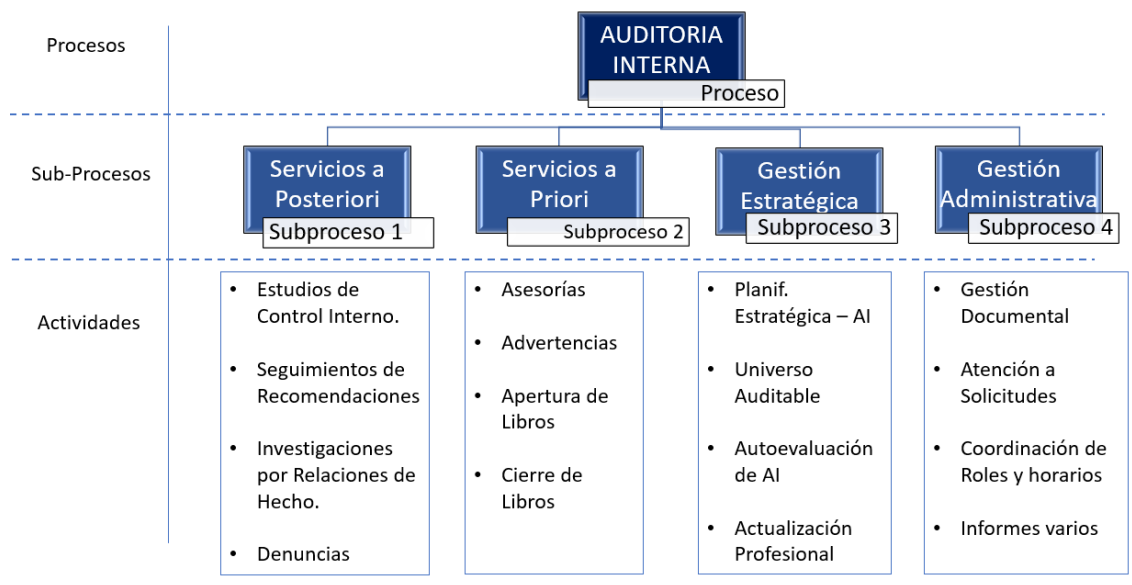 Procesos
AUDITORIA
INTERNA
Proceso
Sub-Procesos
Servicios a
Posteriori
Subproceso 1
Servicios a
Priori
Subproceso 2
Gestión
Estratégica
Subproceso 3
Gestión
Administrativa
Subproceso 4
Actividades
• Estudios de
Control Interno.
• Seguimientos de
Recomendaciones
• Investigaciones
por Relaciones de
Hecho.
• Denuncias
• Asesorías
• Advertencias
• Apertura de
Libros
• Cierre de
Libros
• Planif.
Estratégica – AI
• Universo
Auditable
• Autoevaluación
de AI
• Actualización
Profesional
• Gestión
Documental
• Atención a
Solicitudes
• Coordinación de
Roles y horarios
• Informes varios